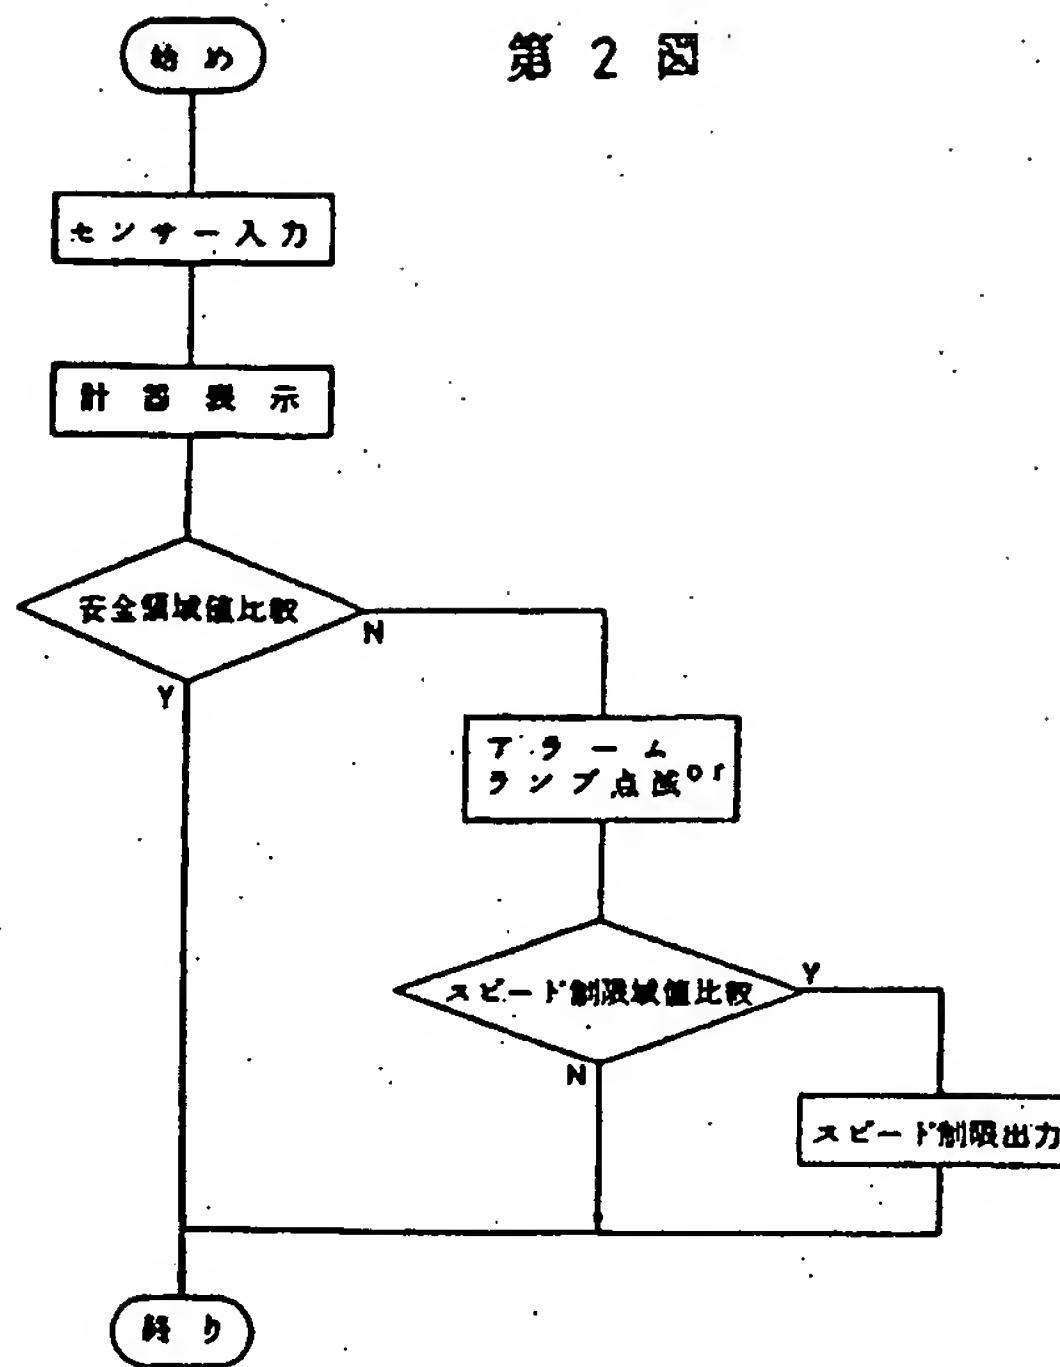 第2図
始め
センサー入力
計器表示
安全領域値比較
N
Y
アラーム
ランプ点滅or
スピード制限域値比較
Y
N
スピード制限出力
終り